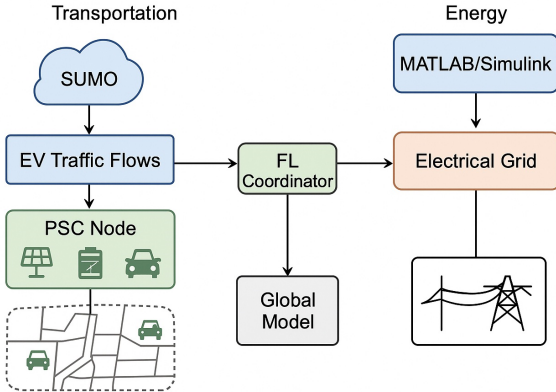 Transportation
Energy
SUMO
MATLAB/Simulink
EV Traffic Flows
FL
Coordinator
Electrical Grid
PSC Node
Global
Model